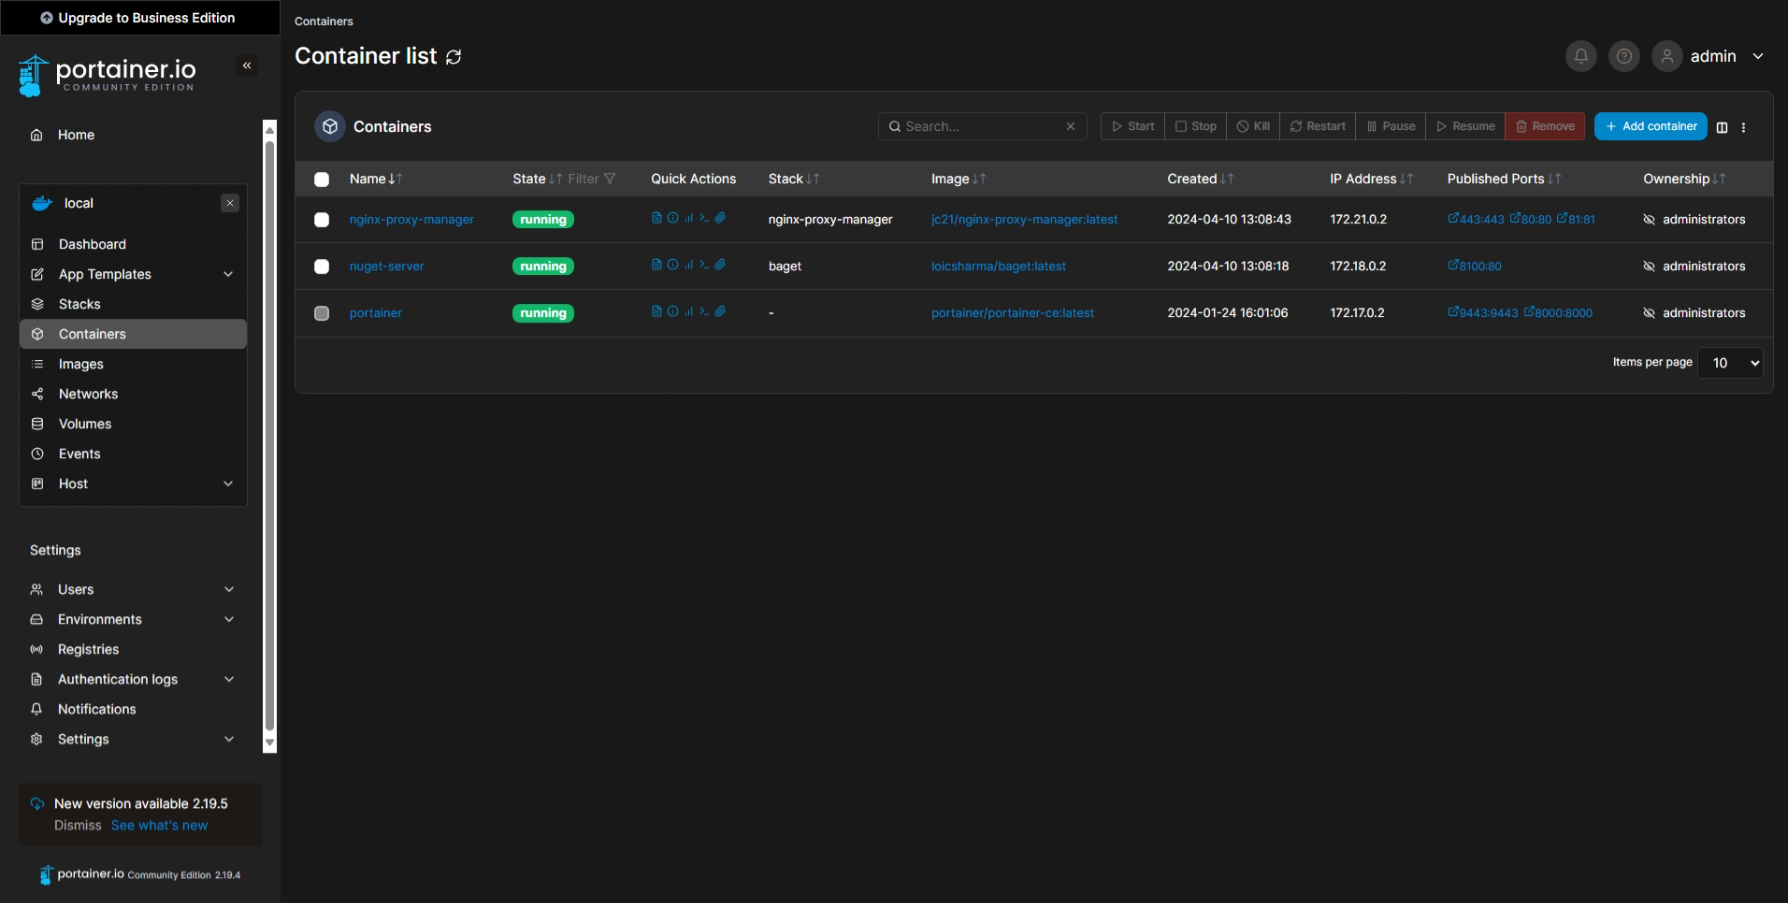 Upgrade to Business Edition
portainer.io
COMMUNITY EDITION
Home
local
Dashboard
App Templates
Stacks
Containers
Images
Networks
Volumes
Events
Host
Settings
Users
Environments
Registries
Authentication logs
Notifications
Settings
New version available 2.19.5
Dismiss See what's new
portainer.io Community Edition 2.19.4
Containers
Container list
admin
Containers
Search...
Start Stop Kill Restart Pause Resume Remove
Add container
Name State Filter Quick Actions Stack Image Created IP Address Published Ports Ownership
nginx-proxy-manager running nginx-proxy-manager jc21/nginx-proxy-manager:latest 2024-04-10 13:08:43 172.21.0.2 443:443 80:80 81:81 administrators
nuget-server running baget loicsharma/baget:latest 2024-04-10 13:08:18 172.18.0.2 8100:80 administrators
portainer running - portainer/portainer-ce:latest 2024-01-24 16:01:06 172.17.0.2 9443:9443 8000:8000 administrators
Items per page 10